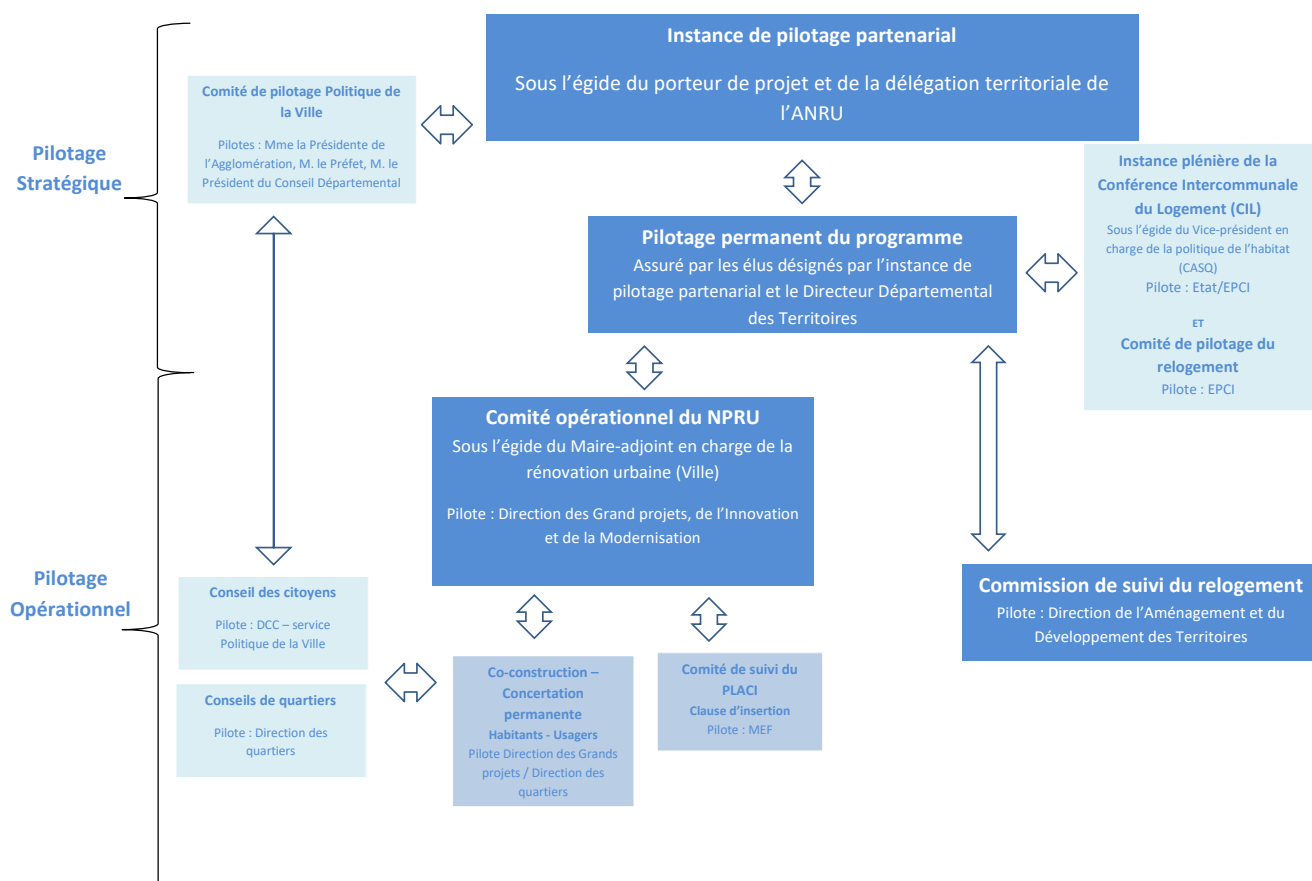 Instance de pilotage partenarial
Sous l'égide du porteur de projet et de la délégation territoriale de
l'ANRU
Comité de pilotage Politique de
la Ville
Pilotes : Mme la Présidente de
l'Agglomération, M. le Préfet, M. le
Président du Conseil Départemental
Pilotage
Stratégique
Instance plénière de la
Conférence Intercommunale
du Logement (CIL)
Sous l'égide du Vice-président en
charge de la politique de l'habitat
(CASQ)
Pilote : Etat/EPCI
ET
Comité de pilotage du
relogement
Pilote : EPCI
Pilotage permanent du programme
Assuré par les élus désignés par l'instance de
pilotage partenarial et le Directeur Départemental
des Territoires
Comité opérationnel du NPRU
Sous l'égide du Maire-adjoint en charge de la
rénovation urbaine (Ville)
Pilote : Direction des Grand projets, de l'Innovation
et de la Modernisation
Pilotage
Opérationnel
Conseil des citoyens
Pilote : DCC – service
Politique de la Ville
Commission de suivi du relogement
Pilote : Direction de l'Aménagement et du
Développement des Territoires
Conseils de quartiers
Pilote : Direction des
quartiers
Co-construction –
Concertation
permanente
Habitants - Usagers
Pilote Direction des Grands
projets / Direction des
quartiers
Comité de suivi du
PLACI
Clause d'insertion
Pilote : MEF